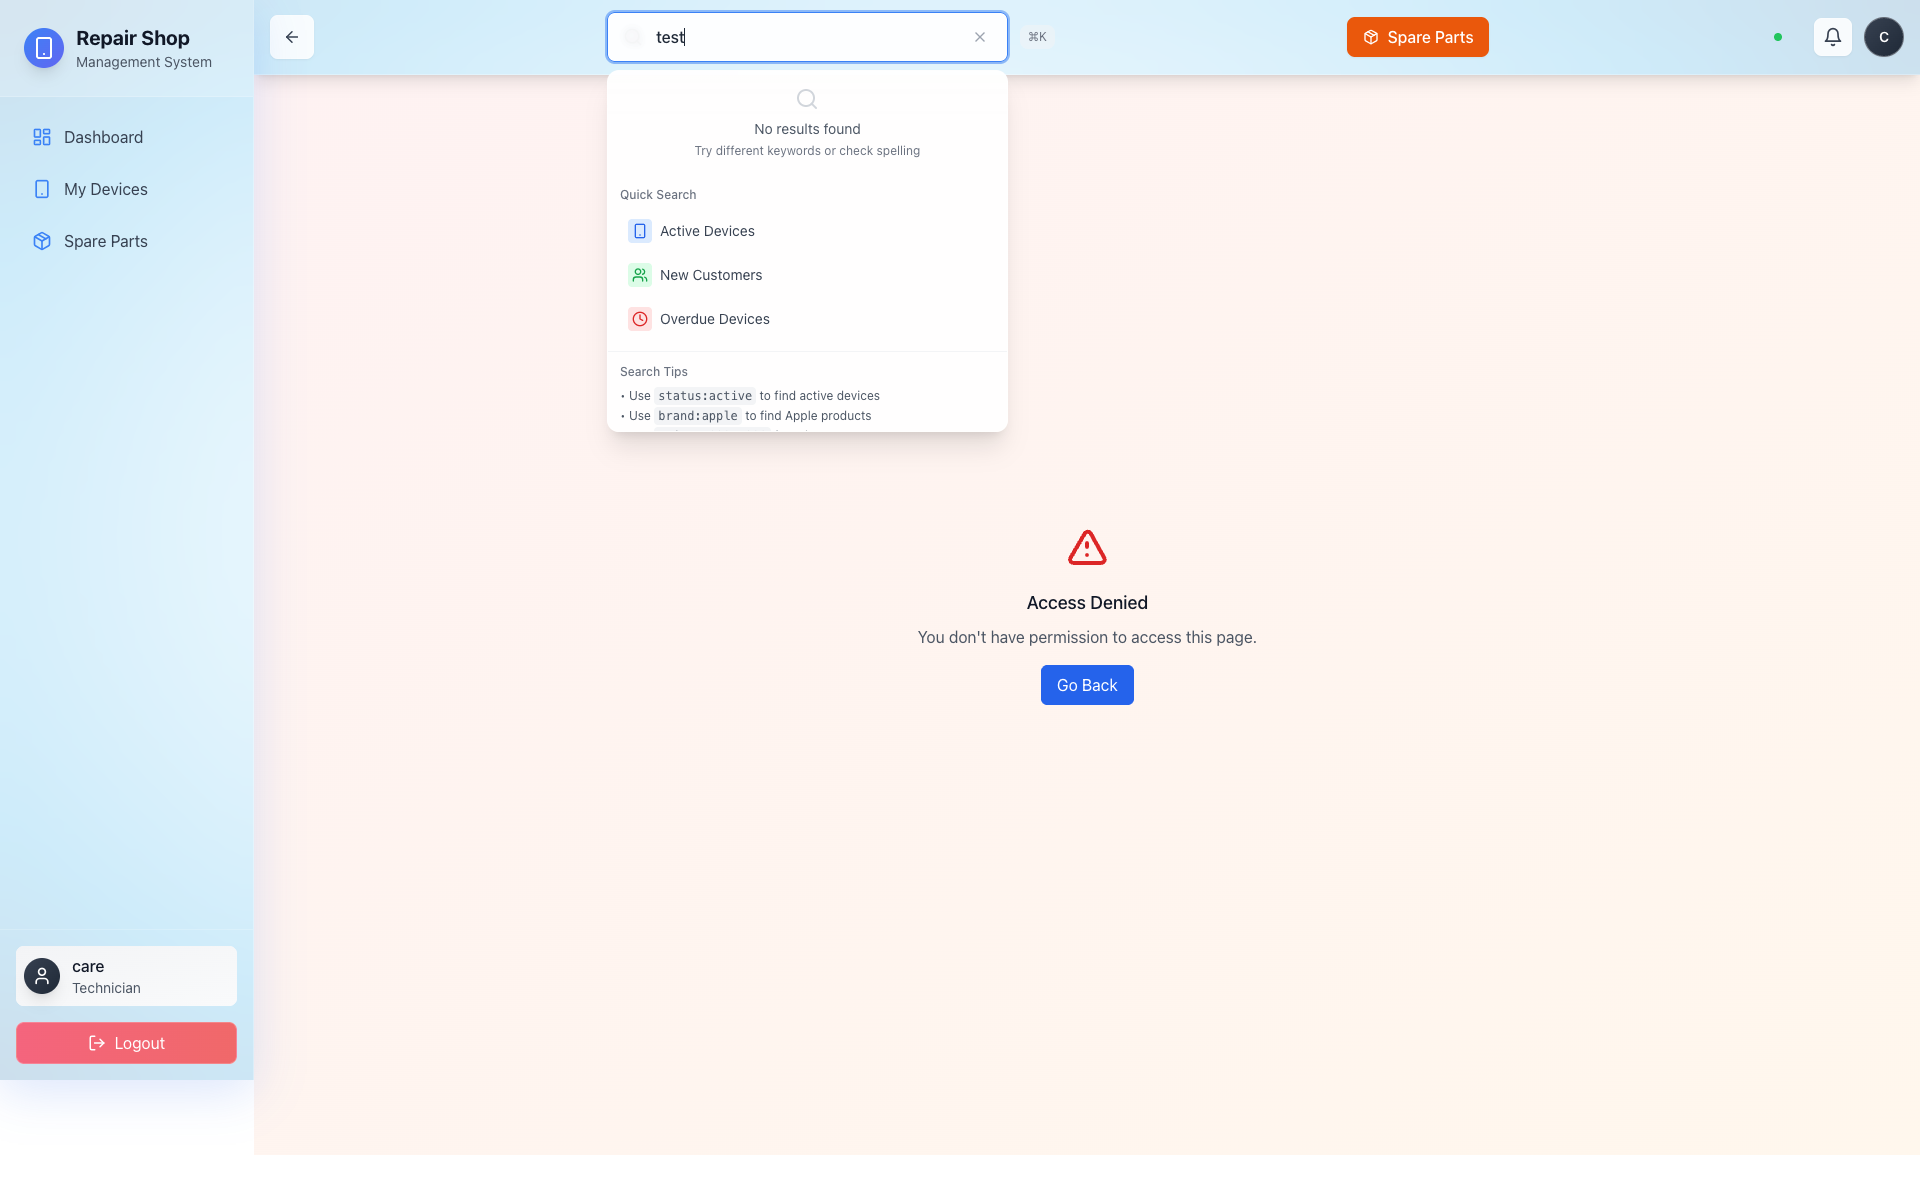 Repair Shop
Management System
Dashboard
My Devices
Spare Parts
care
Technician
Logout
test
⌘K
Spare Parts
C
No results found
Try different keywords or check spelling
Quick Search
Active Devices
New Customers
Overdue Devices
Search Tips
• Use status:active to find active devices
• Use brand:apple to find Apple products
Access Denied
You don't have permission to access this page.
Go Back